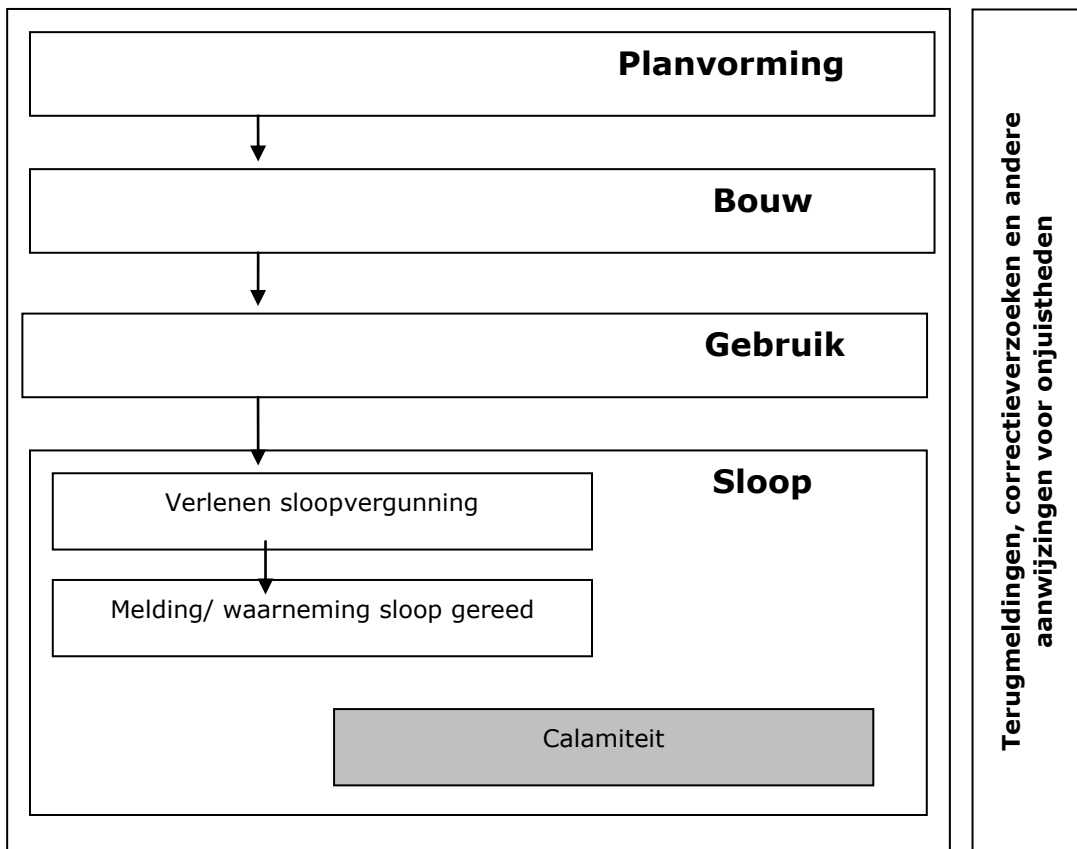 Planvorming
Bouw
Gebruik
Sloop
Verlenen sloopvergunning
Melding/ waarneming sloop gereed
Calamiteit
Terugmeldingen, correctieverzoeken en andere
aanwijzingen voor onjuistheden